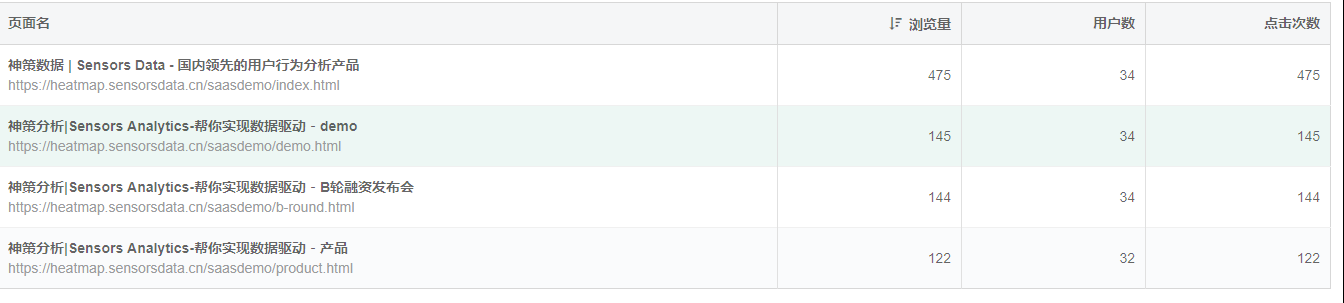 页面名 浏览量 用户数 点击次数
神策数据 | Sensors Data - 国内领先的用户行为分析产品
https://heatmap.sensorsdata.cn/saasdemo/index.html 475 34 475
神策分析|Sensors Analytics-帮你实现数据驱动 - demo
https://heatmap.sensorsdata.cn/saasdemo/demo.html 145 34 145
神策分析|Sensors Analytics-帮你实现数据驱动 - B轮融资发布会
https://heatmap.sensorsdata.cn/saasdemo/b-round.html 144 34 144
神策分析|Sensors Analytics-帮你实现数据驱动 - 产品
https://heatmap.sensorsdata.cn/saasdemo/product.html 122 32 122